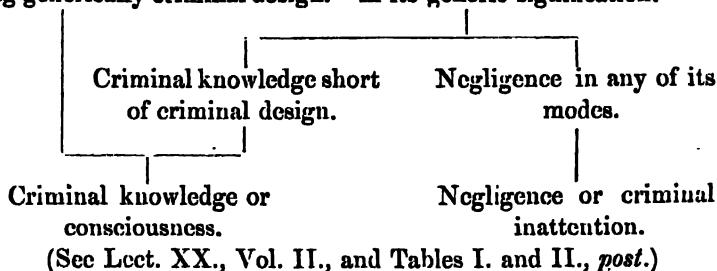 generically criminal design. in its generic signification.
Criminal knowledge short Negligence in any of its
of criminal design. modes.
Criminal knowledge or Negligence or criminal
consciousness. inattention.
(See Lect. XX., Vol. II., and Tables I. and II., post.)